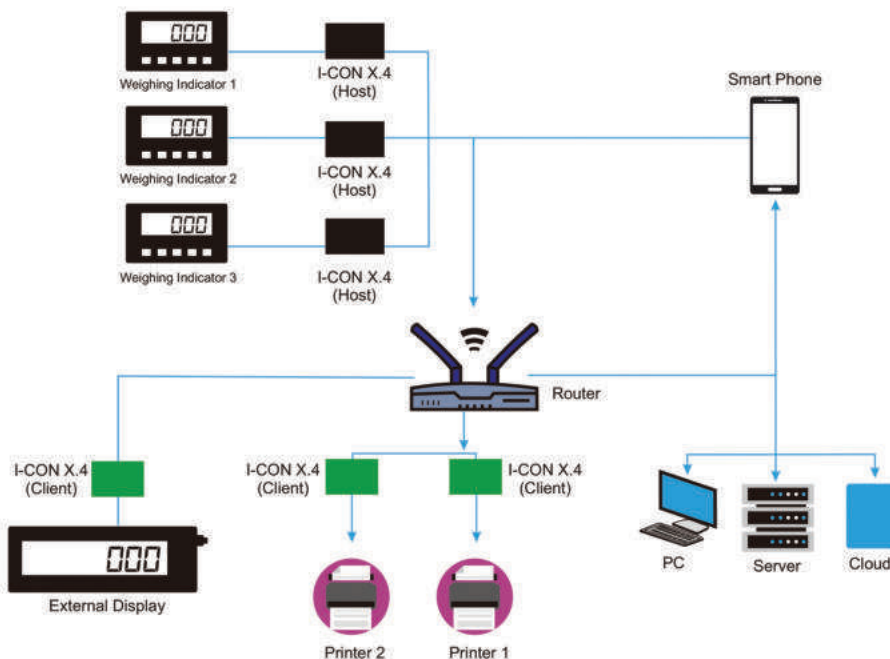 000
Weighing Indicator 1
I-CON X.4
(Host)
Smart Phone
000
Weighing Indicator 2
I-CON X.4
(Host)
000
Weighing Indicator 3
I-CON X.4
(Host)
Router
I-CON X.4
(Client)
I-CON X.4
(Client)
I-CON X.4
(Client)
000
External Display
Printer 2
Printer 1
PC
Server
Cloud